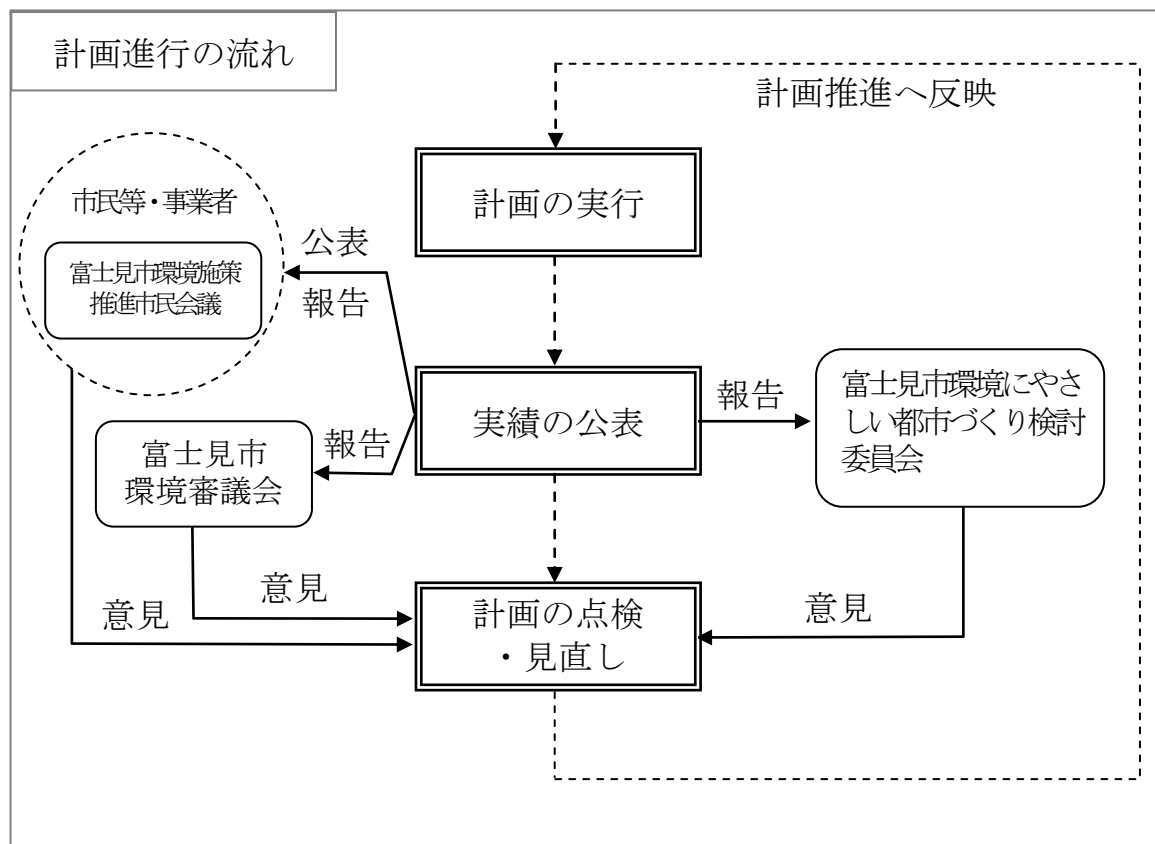 計画進行の流れ
計画推進へ反映
計画の実行
市民等・事業者
富士見市環境施策
推進市民会議
公表
報告
実績の公表
報告
富士見市環境にやさ
しい都市づくり検討
委員会
富士見市
環境審議会
報告
意見
意見
計画の点検
・見直し
意見